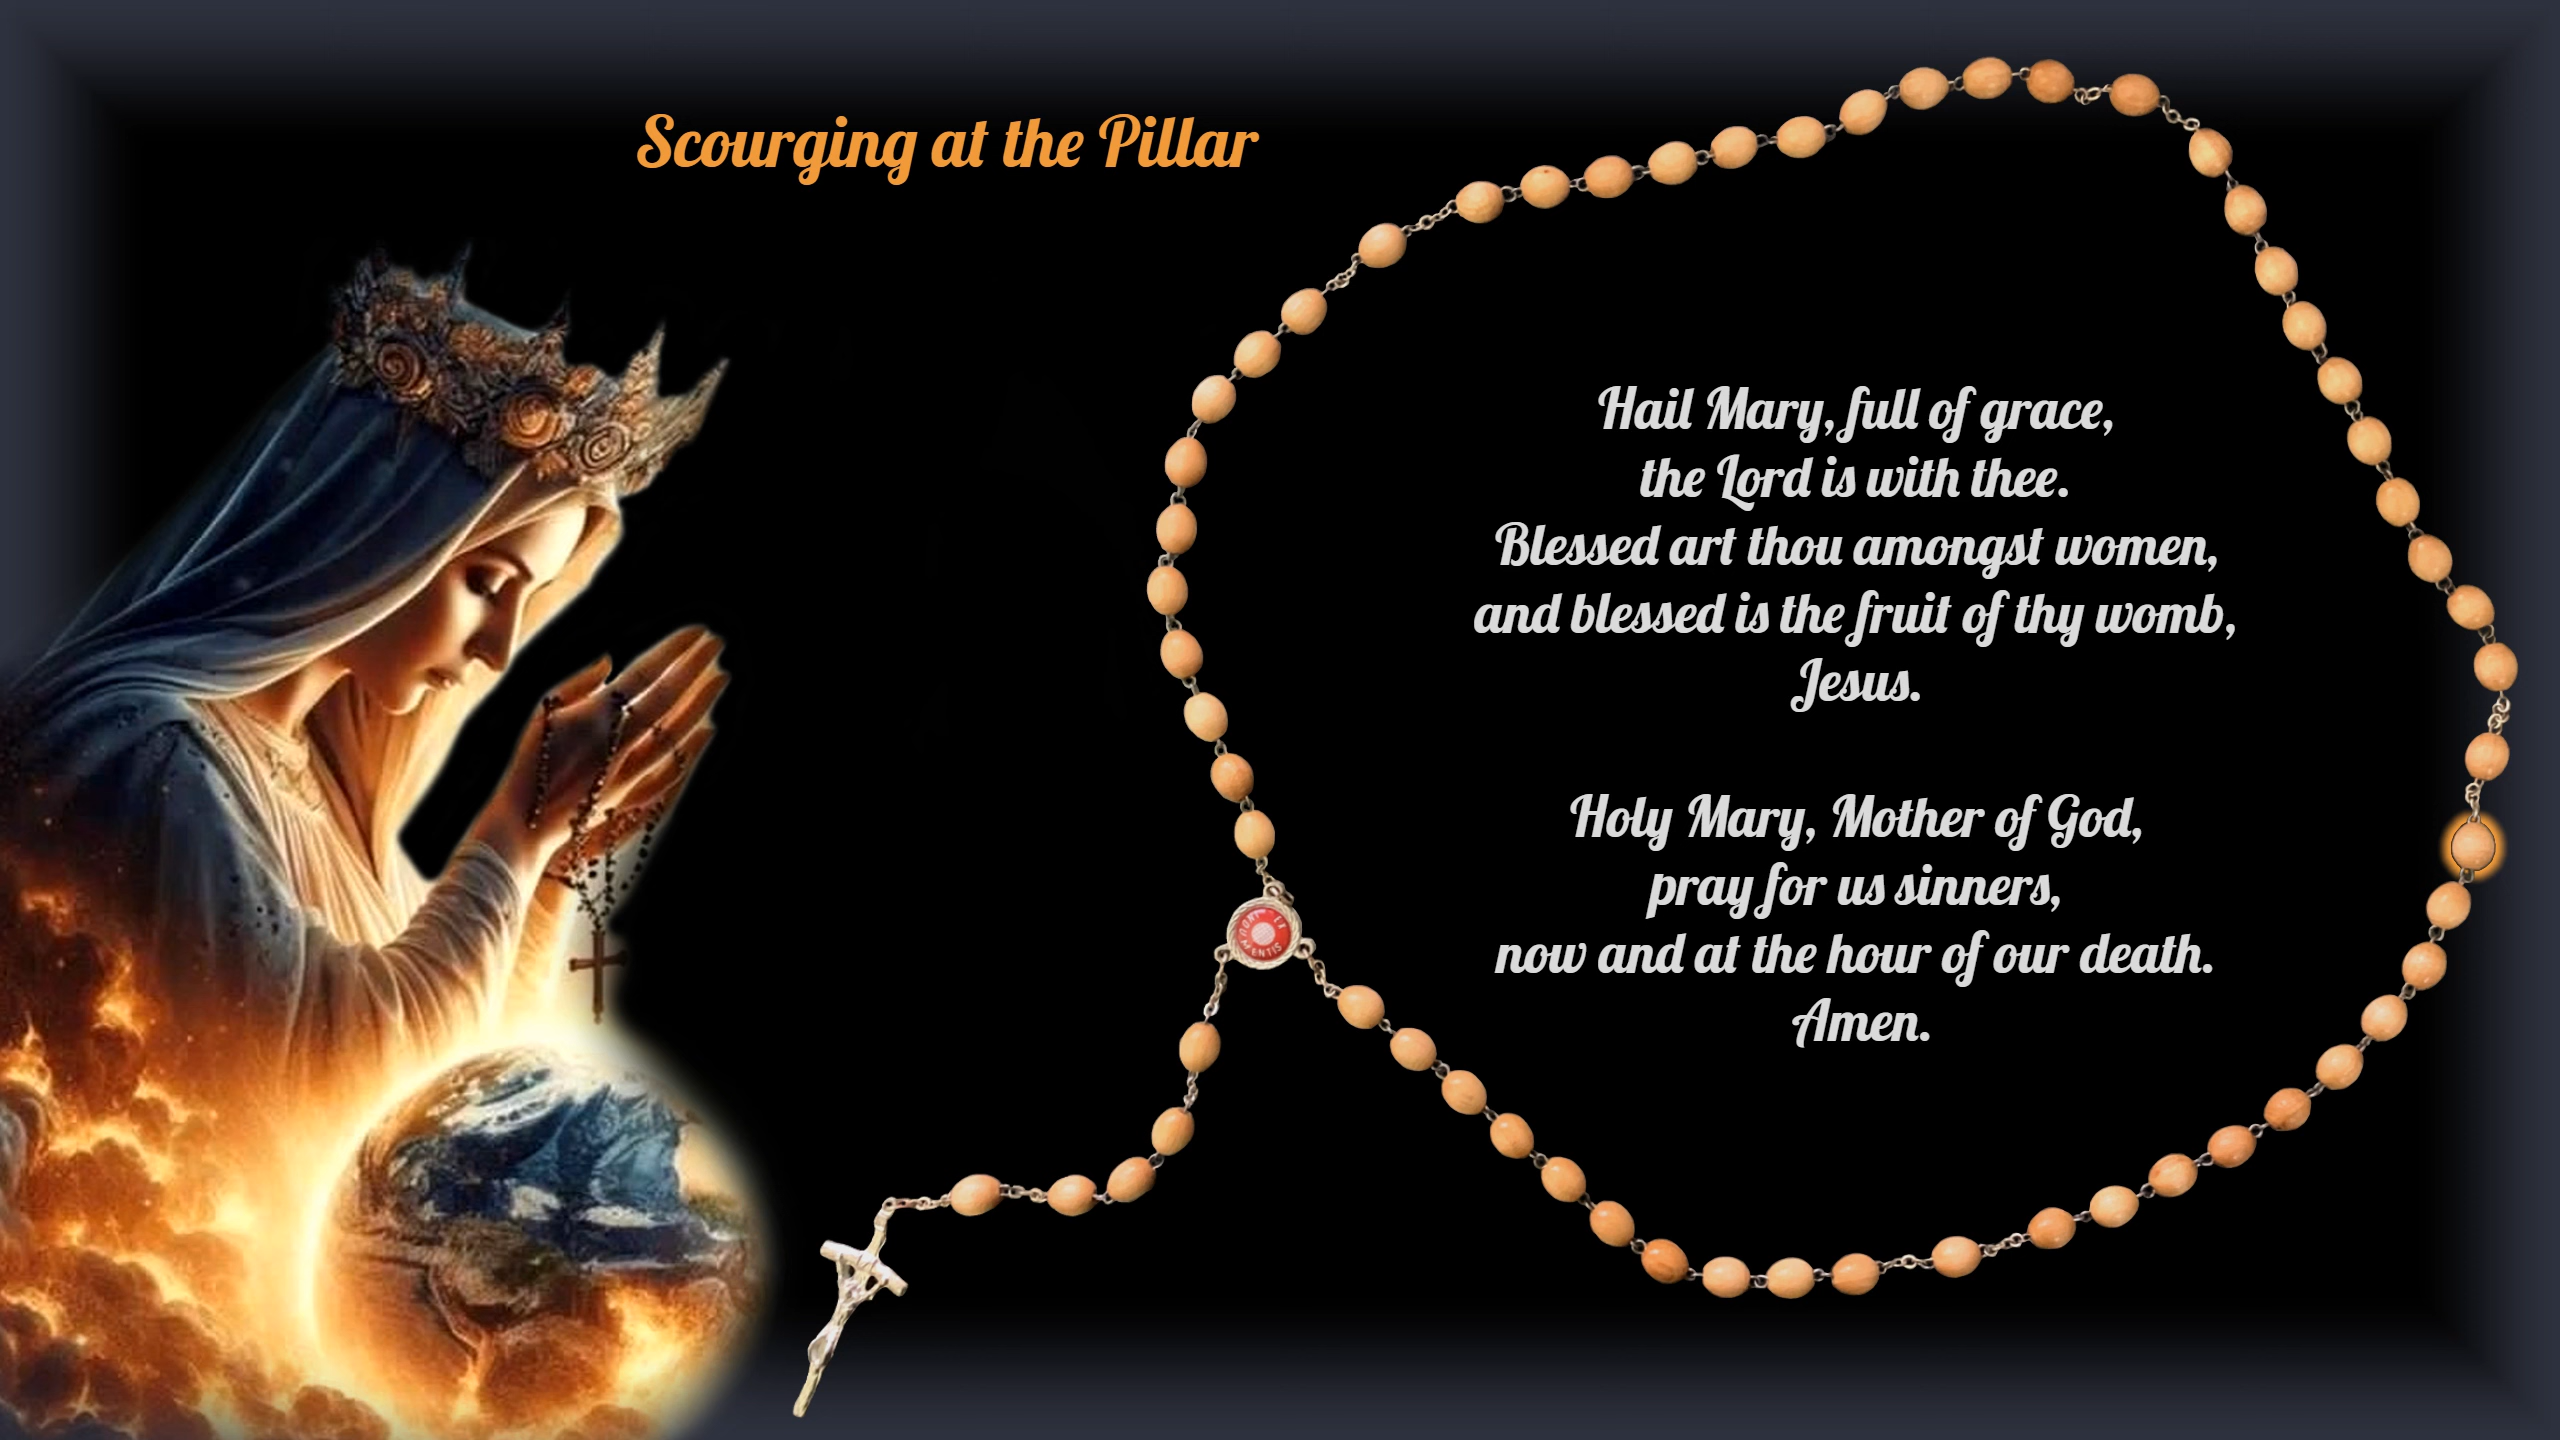 Scourging at the Pillar
Hail Mary, full of grace,
the Lord is with thee.
Blessed art thou amongst women,
and blessed is the fruit of thy womb,
Jesus.
Holy Mary, Mother of God,
pray for us sinners,
now and at the hour of our death.
Amen.